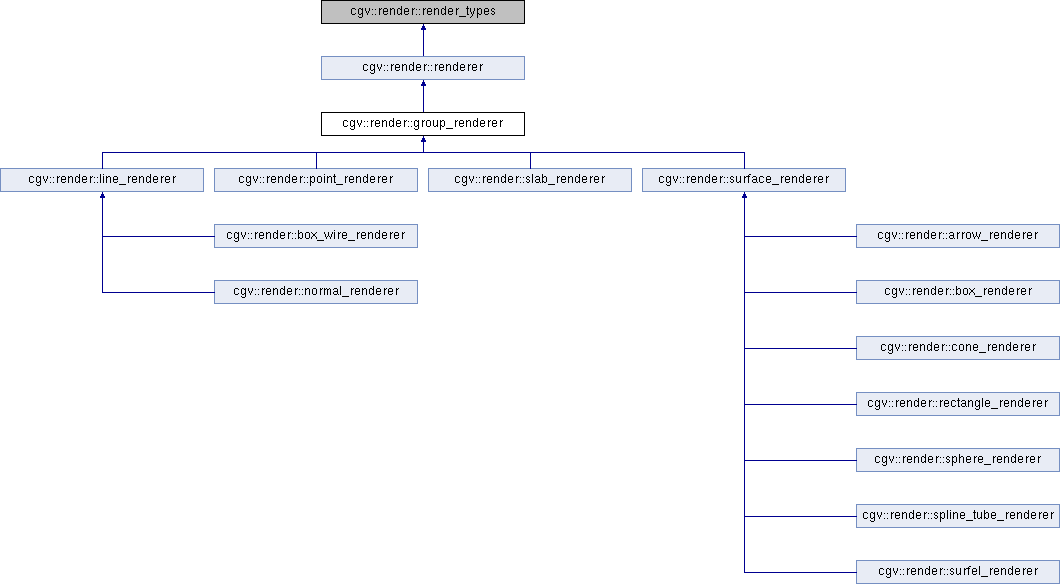 cgv::render::render_types
cgv::render::renderer
cgv::render::group_renderer
cgv::render::line_renderer
cgv::render::point_renderer
cgv::render::slab_renderer
cgv::render::surface_renderer
cgv::render::box_wire_renderer
cgv::render::arrow_renderer
cgv::render::normal_renderer
cgv::render::box_renderer
cgv::render::cone_renderer
cgv::render::rectangle_renderer
cgv::render::sphere_renderer
cgv::render::spline_tube_renderer
cgv::render::surfel_renderer